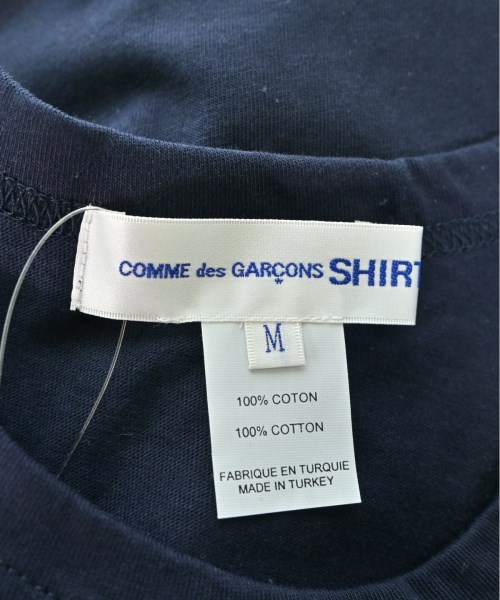 COMME des GARÇONS SHIRT
M
100% COTON
100% COTTON
FABRIQUE EN TURQUIE
MADE IN TURKEY